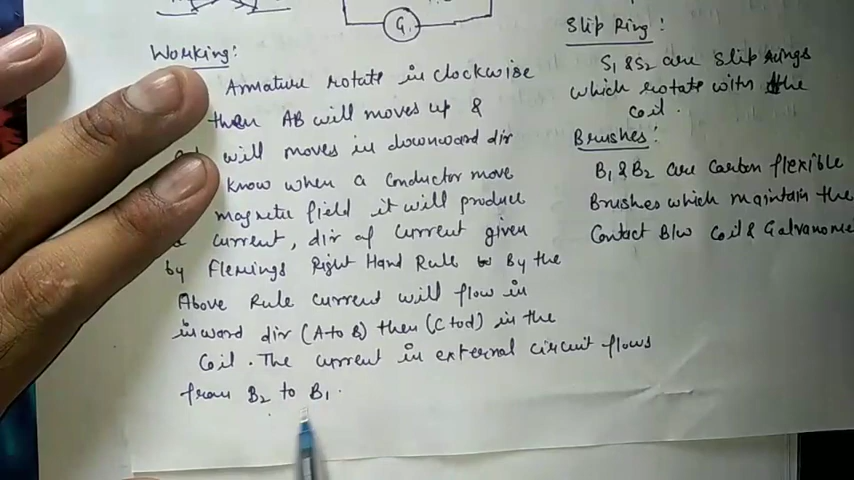 G
Working:
Armature rotate in clockwise
then AB will moves up &
will moves in downward dir
know when a conductor move
magnetic field it will produce
current, dir of current given
by Flemings Right Hand Rule By the
Above Rule current will flow in
inward dir (A to B) then (C to d) in the
Coil. The current in external circuit flows
from B2 to B1.
Slip Ring:
S1 & S2 are slip rings
which rotate with the
coil.
Brushes:
B1 & B2 are carbon flexible
Brushes which maintain the
Contact B/w Coil & Galvanome